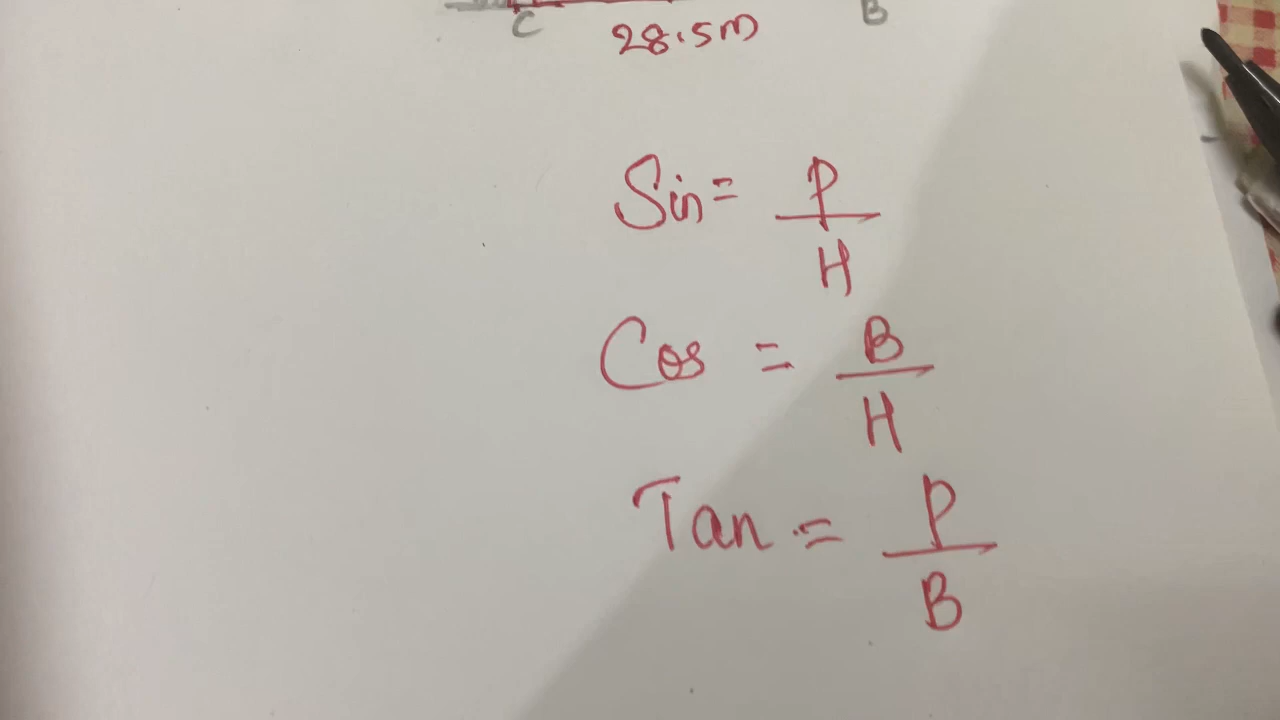 C B
28.5m
Sin = P/H
Cos = B/H
Tan = P/B